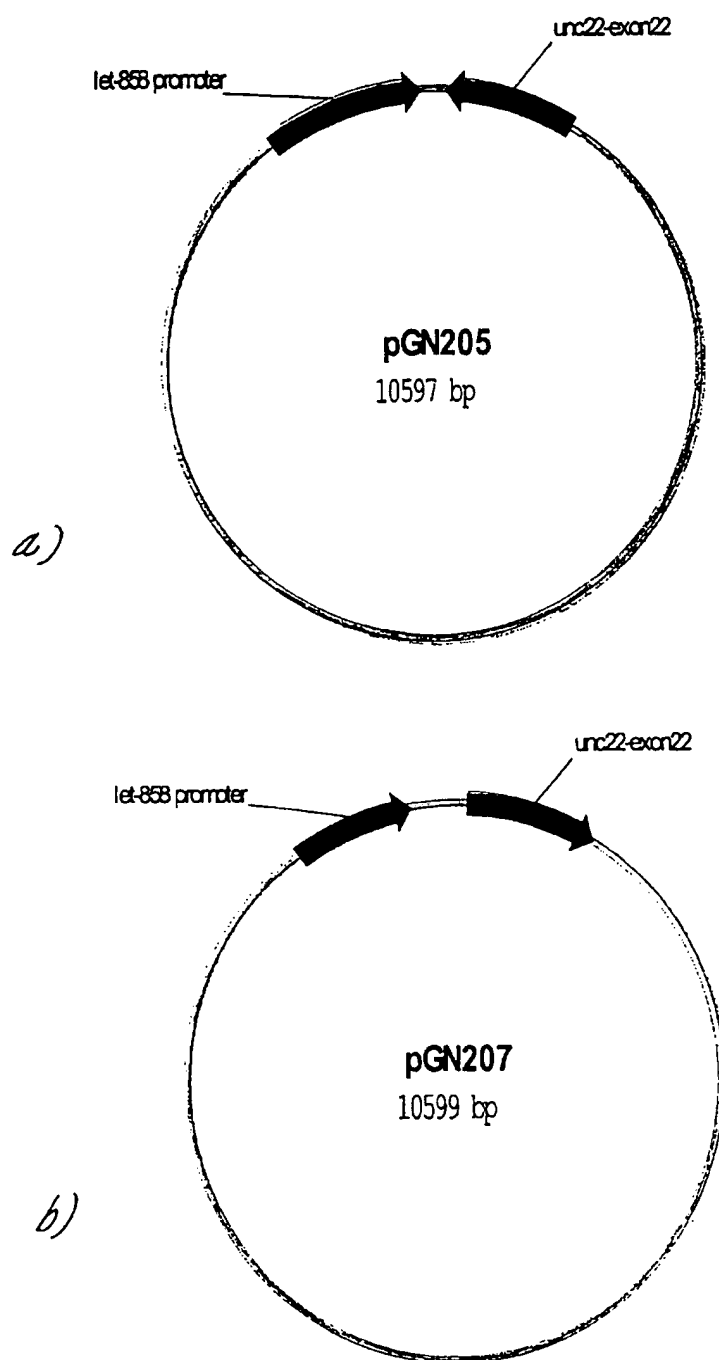 unc22-exon22
let-858 promoter
pGN205
10597 bp
a)
unc22-exon22
let-858 promoter
pGN207
10599 bp
b)